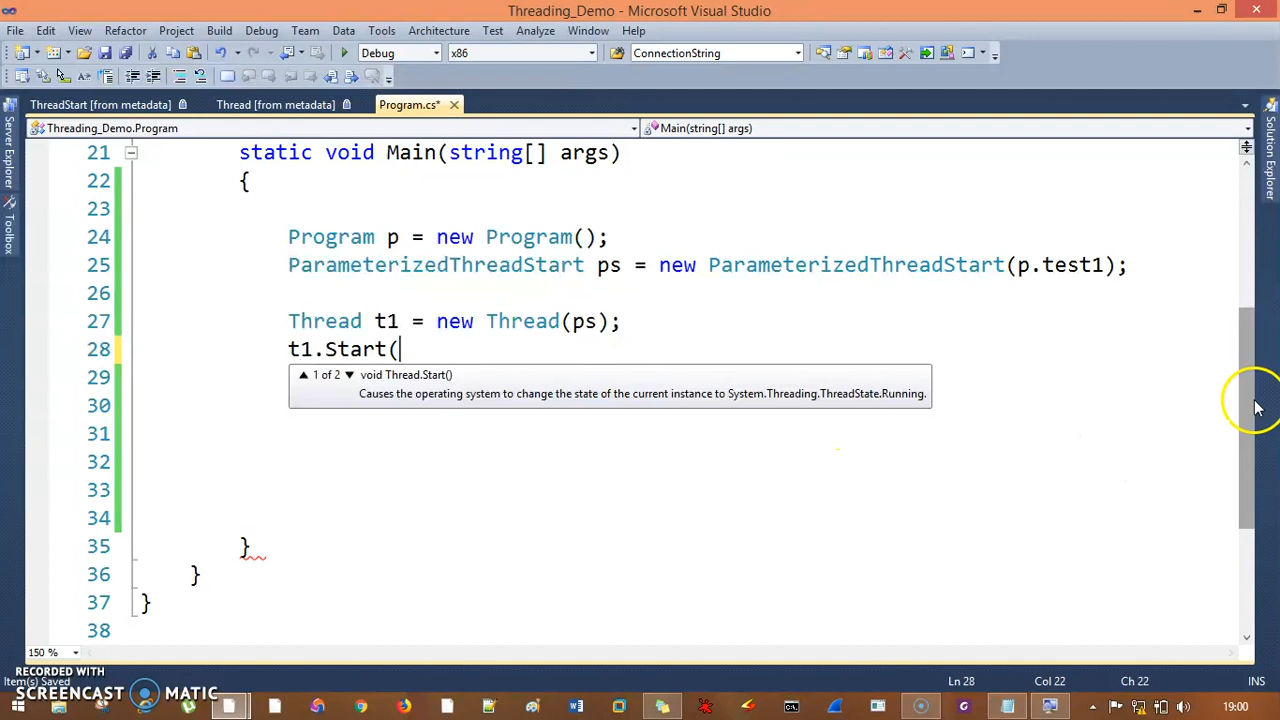 Threading_Demo - Microsoft Visual Studio
File Edit View Refactor Project Build Debug Team Data Tools Architecture Test Analyze Window Help
Debug x86 ConnectionString
ThreadStart [from metadata] Thread [from metadata] Program.cs*
Threading_Demo.Program Main(string[] args)
Server Explorer
Toolbox
Solution Explorer
21 static void Main(string[] args)
22 {
23
24 Program p = new Program();
25 ParameterizedThreadStart ps = new ParameterizedThreadStart(p.test1);
26
27 Thread t1 = new Thread(ps);
28 t1.Start(
1 of 2 void Thread.Start()
Causes the operating system to change the state of the current instance to System.Threading.ThreadState.Running.
29
30
31
32
33
34
35 }
36 }
37 }
38
150 %
RECORDED WITH
SCREENCAST MATIC
Item(s) Saved Ln 28 Col 22 Ch 22 INS
19:00